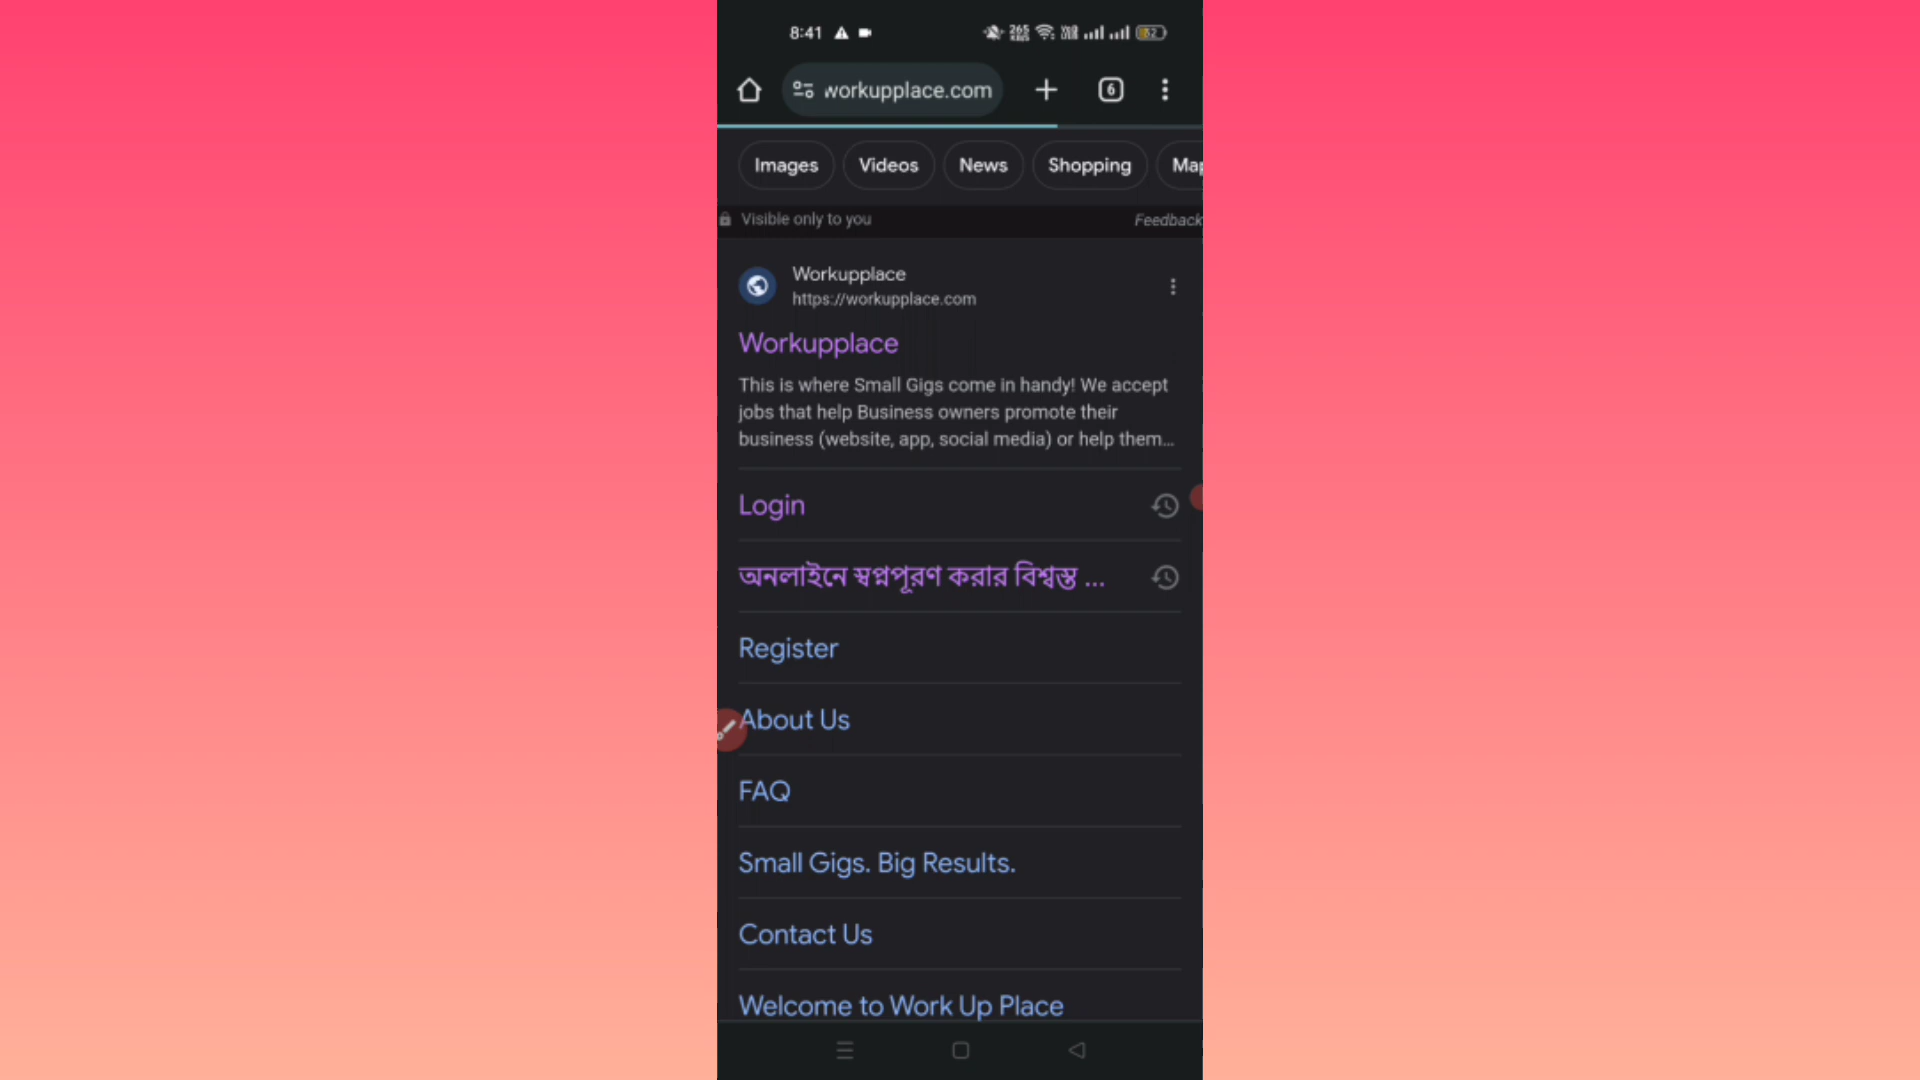 8:41
workupplace.com
6
Images Videos News Shopping Map
Visible only to you Feedback
Workupplace
https://workupplace.com
Workupplace
This is where Small Gigs come in handy! We accept
jobs that help Business owners promote their
business (website, app, social media) or help them...
Login
অনলাইনে স্বপ্নপূরণ করার বিশ্বস্ত ...
Register
About Us
FAQ
Small Gigs. Big Results.
Contact Us
Welcome to Work Up Place